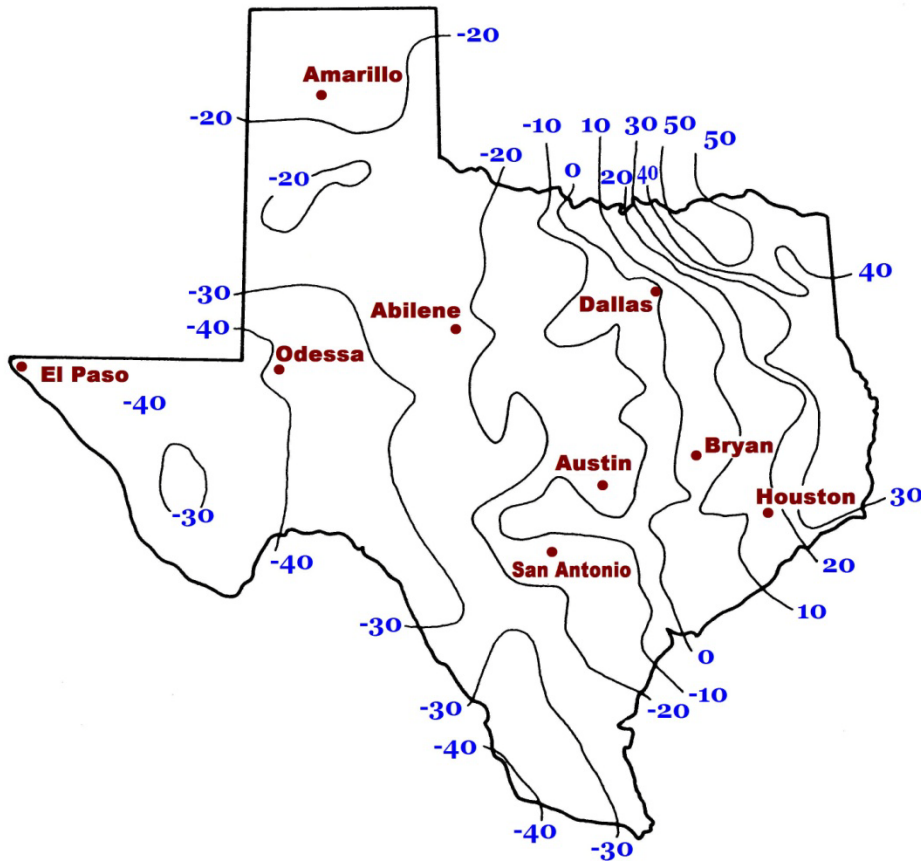 -20
Amarillo
-20
-10 10 30 50 50
-20 0 20 40
-20
40
-30
-40 Abilene Dallas
El Paso Odessa
-40
Bryan
Austin
-30 Houston 30
-40 San Antonio 20
-30 10
0
-10
-30 -20
-40
-40 -30